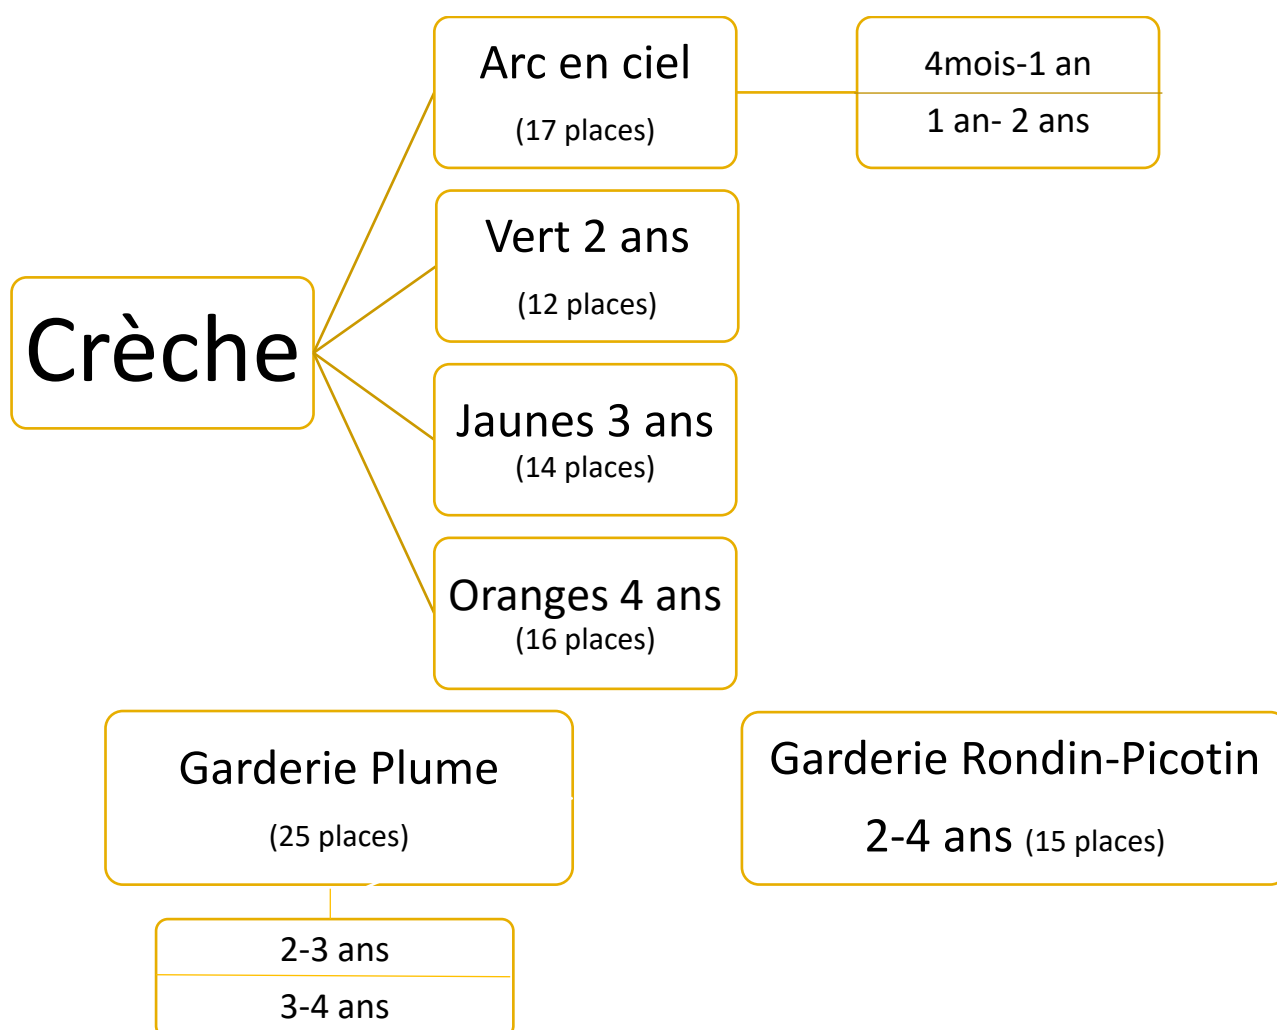 Arc en ciel
(17 places)
4mois-1 an
1 an- 2 ans
Vert 2 ans
(12 places)
Crèche
Jaunes 3 ans
(14 places)
Oranges 4 ans
(16 places)
Garderie Plume
(25 places)
2-3 ans
3-4 ans
Garderie Rondin-Picotin
2-4 ans (15 places)